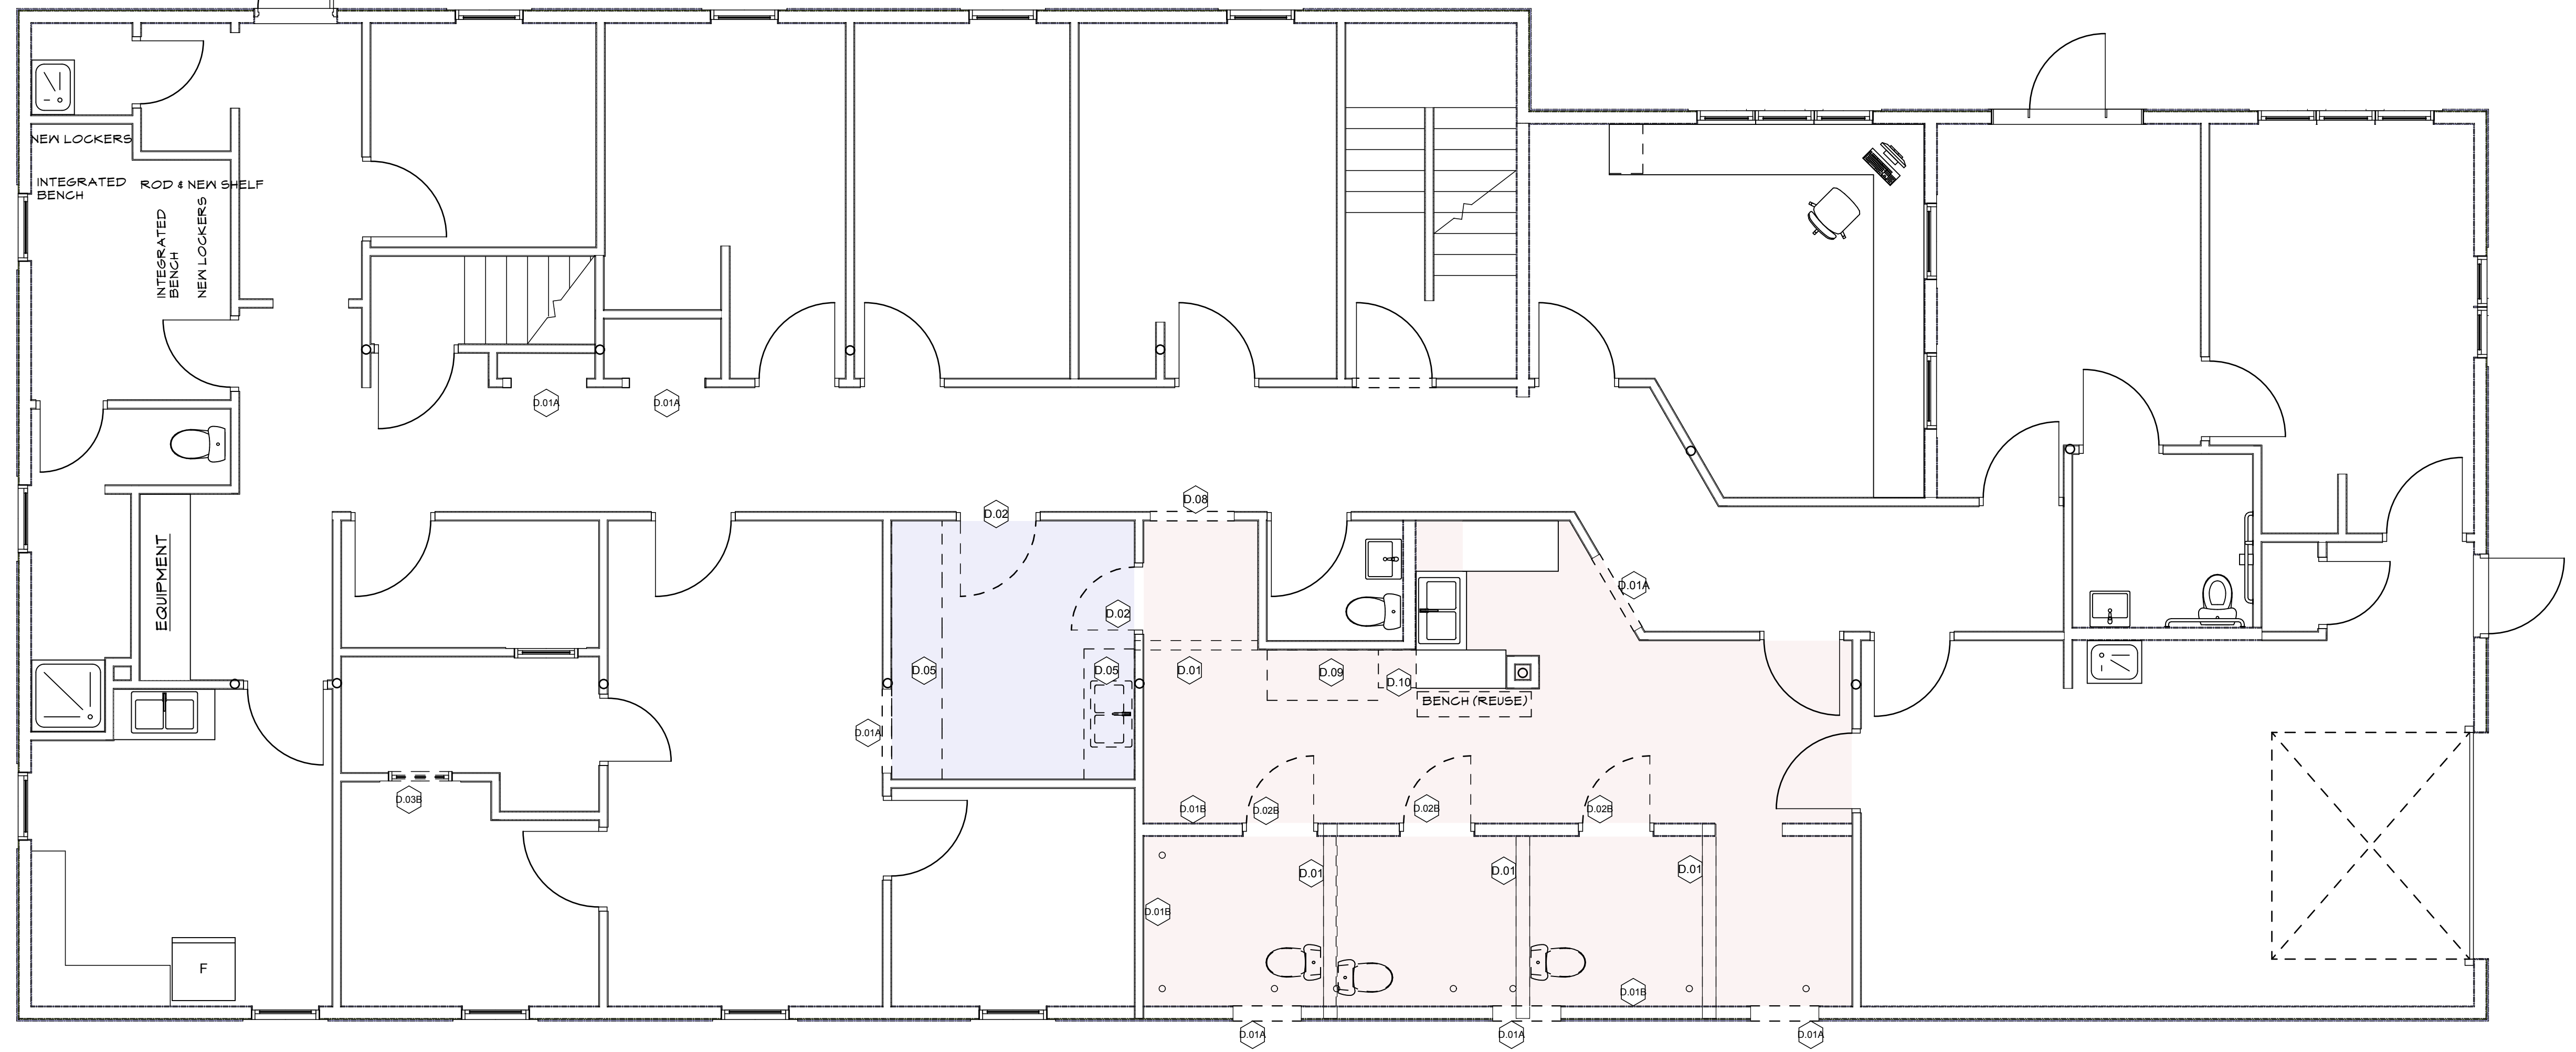 NEW LOCKERS
INTEGRATED
BENCH
ROD & NEW SHELF
INTEGRATED
BENCH
NEW LOCKERS
D.01A
D.01A
EQUIPMENT
D.02
D.08
D.02
D.01A
D.05
D.05
D.01
D.09
D.10
BENCH (REUSE)
D.01A
D.03B
D.01B
D.02B
D.02B
D.02B
D.01
D.01
D.01
D.01B
F
D.01B
D.01A
D.01A
D.01A